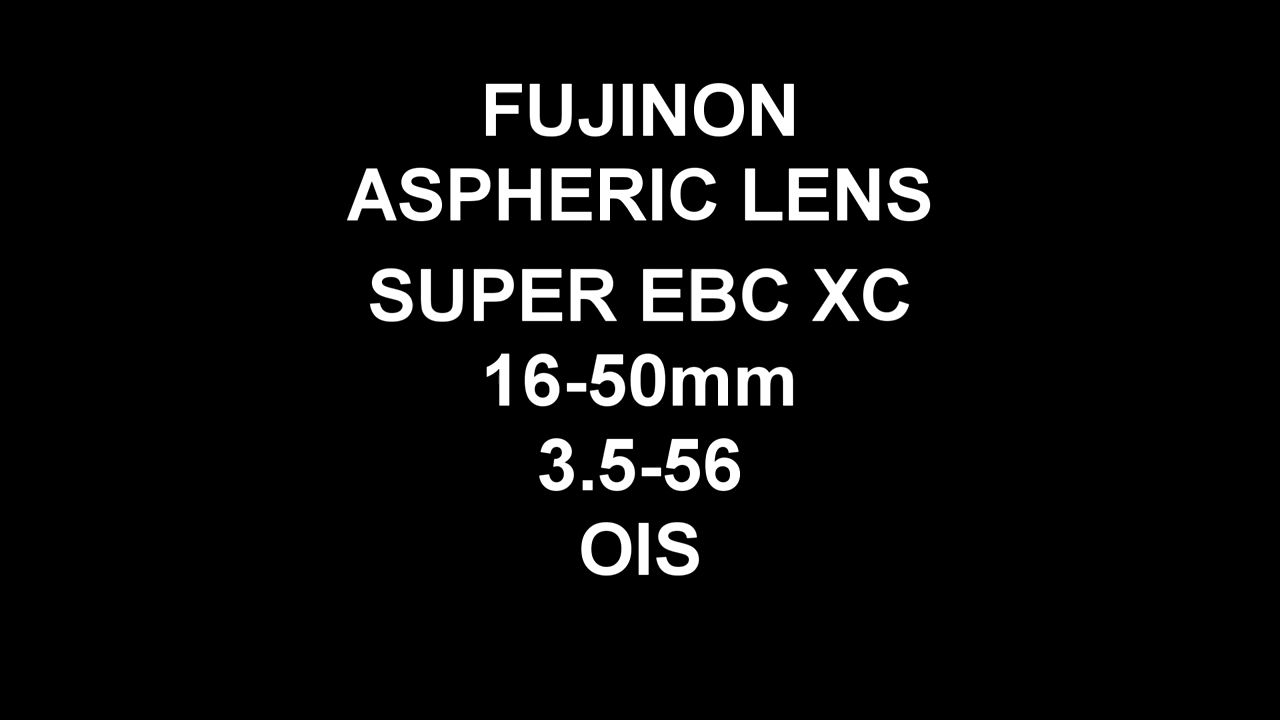 FUJINON
ASPHERIC LENS
SUPER EBC XC
16-50mm
3.5-56
OIS